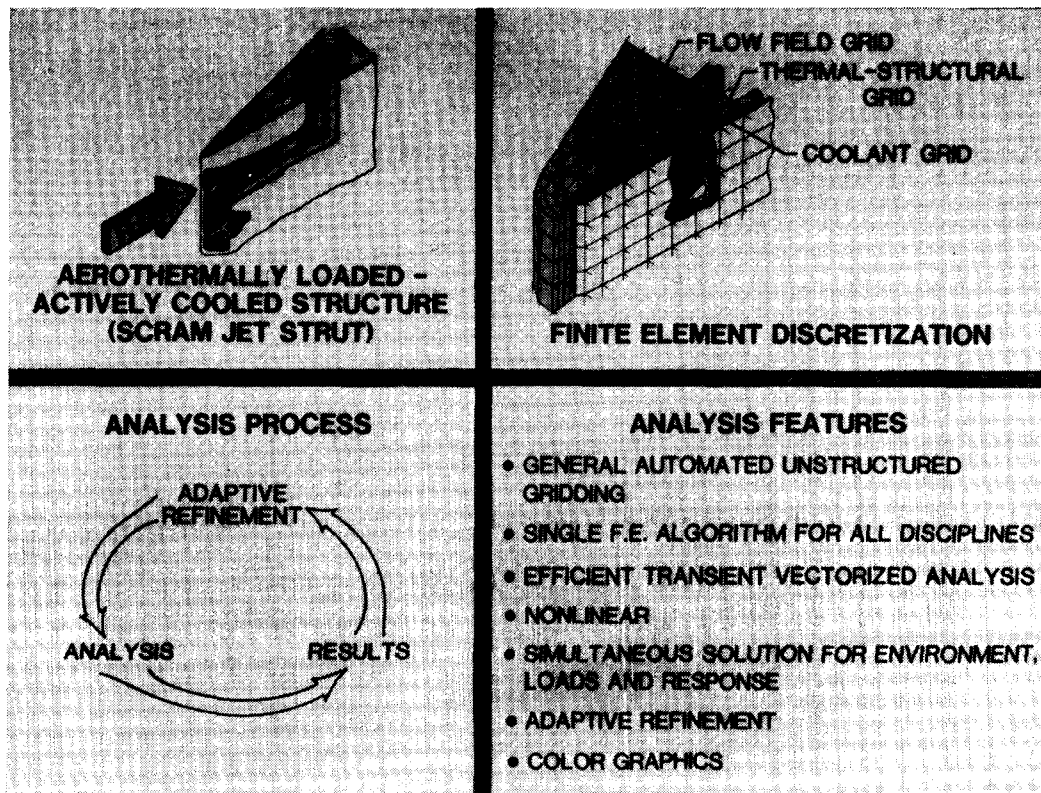 FLOW FIELD GRID
THERMAL-STRUCTURAL
GRID
COOLANT GRID
AEROTHERMALLY LOADED -
ACTIVELY COOLED STRUCTURE
(SCRAM JET STRUT)
FINITE ELEMENT DISCRETIZATION
ANALYSIS PROCESS
ADAPTIVE
REFINEMENT
ANALYSIS
RESULTS
ANALYSIS FEATURES
• GENERAL AUTOMATED UNSTRUCTURED
GRIDDING
• SINGLE F.E. ALGORITHM FOR ALL DISCIPLINES
• EFFICIENT TRANSIENT VECTORIZED ANALYSIS
• NONLINEAR
• SIMULTANEOUS SOLUTION FOR ENVIRONMENT,
LOADS AND RESPONSE
• ADAPTIVE REFINEMENT
• COLOR GRAPHICS